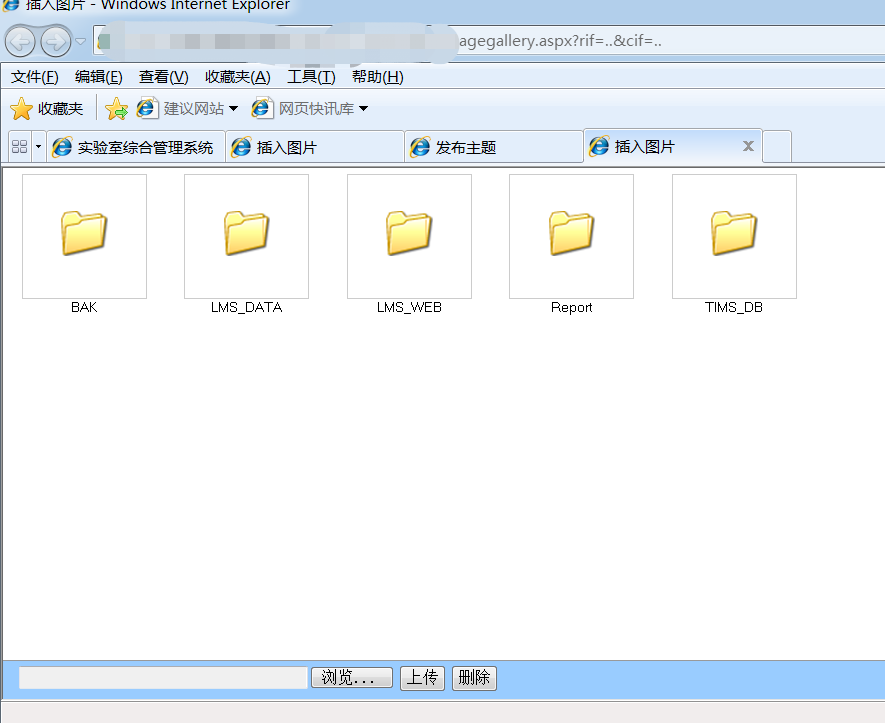 插入图片 - Windows Internet Explorer
agegallery.aspx?rif=..&cif=..
文件(F) 编辑(E) 查看(V) 收藏夹(A) 工具(T) 帮助(H)
收藏夹 建议网站 网页快讯库
实验室综合管理系统 插入图片 发布主题 插入图片 X
BAK LMS_DATA LMS_WEB Report TIMS_DB
浏览... 上传 删除